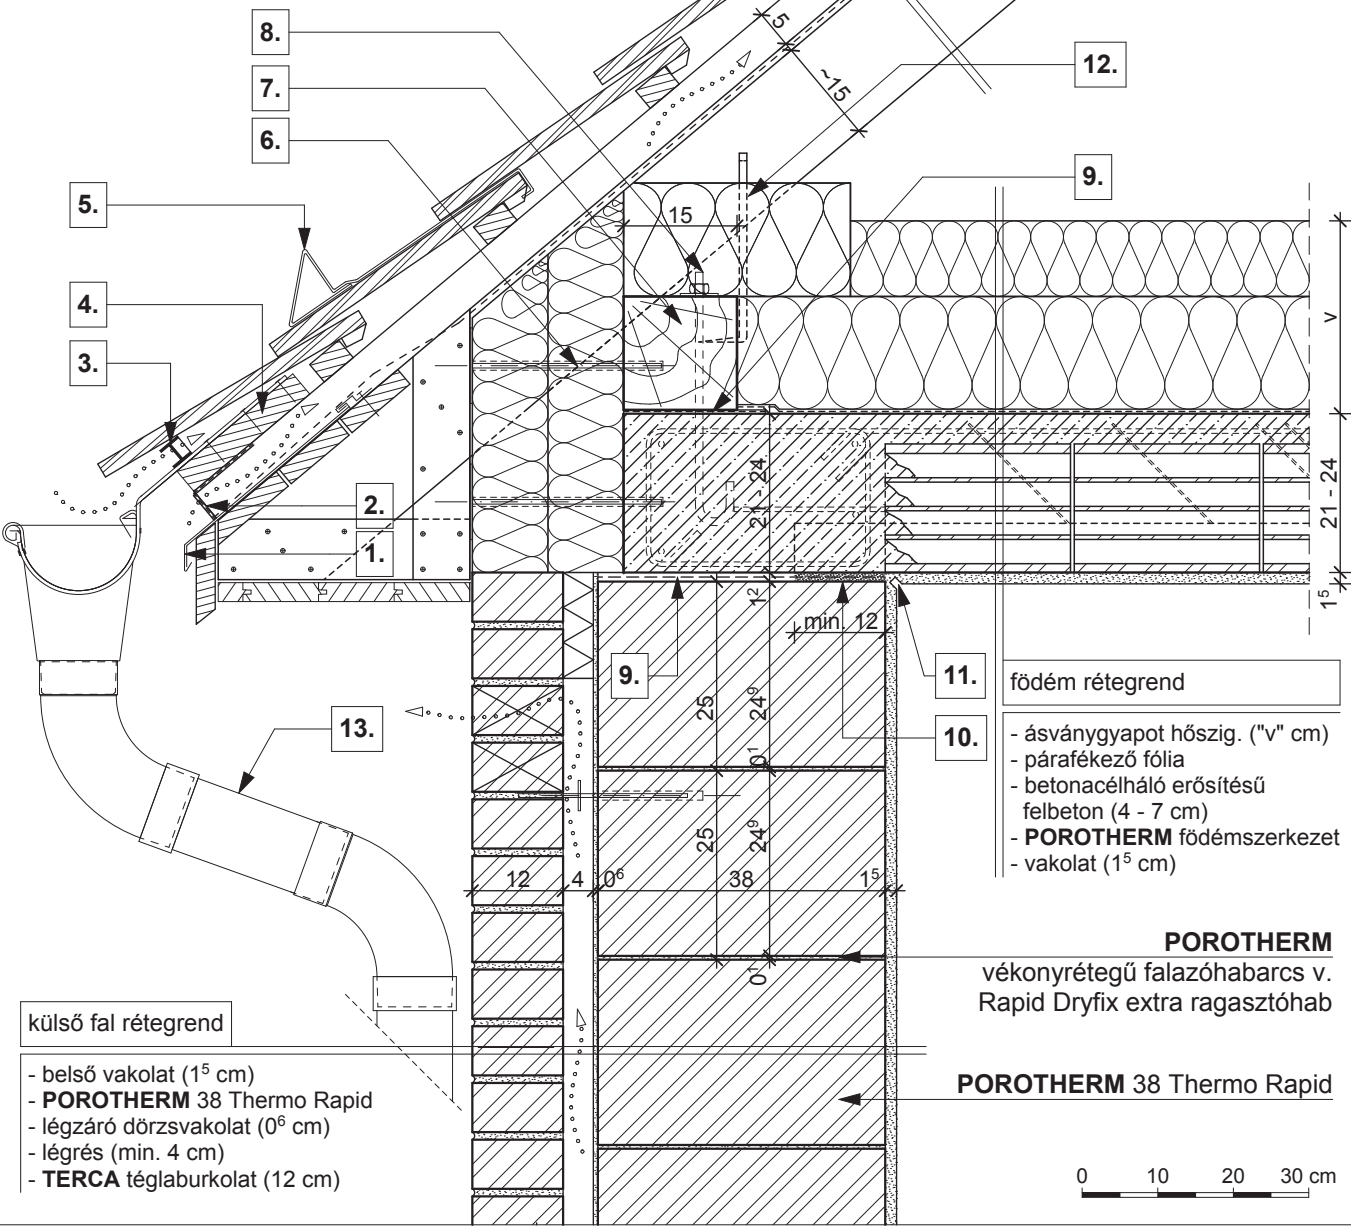 8.
7.
6.
5.
4.
3.
2.
1.
12.
9.
5
~15
15
v
21 - 24
21 - 24
1⁵
1²
min. 12
9.
11.
10.
13.
25
24⁹
0¹
25
24⁹
0¹
12
4
0⁶
38
1⁵
födém rétegrend
- ásványgyapot hőszig. ("v" cm)
- párafékező fólia
- betonacélháló erősítésű
felbeton (4 - 7 cm)
- POROTHERM födémszerkezet
- vakolat (1⁵ cm)
POROTHERM
vékonyrétegű falazóhabarcs v.
Rapid Dryfix extra ragasztóhab
POROTHERM 38 Thermo Rapid
külső fal rétegrend
- belső vakolat (1⁵ cm)
- POROTHERM 38 Thermo Rapid
- légzáró dörzsvakolat (0⁶ cm)
- légrés (min. 4 cm)
- TERCA téglaburkolat (12 cm)
0 10 20 30 cm